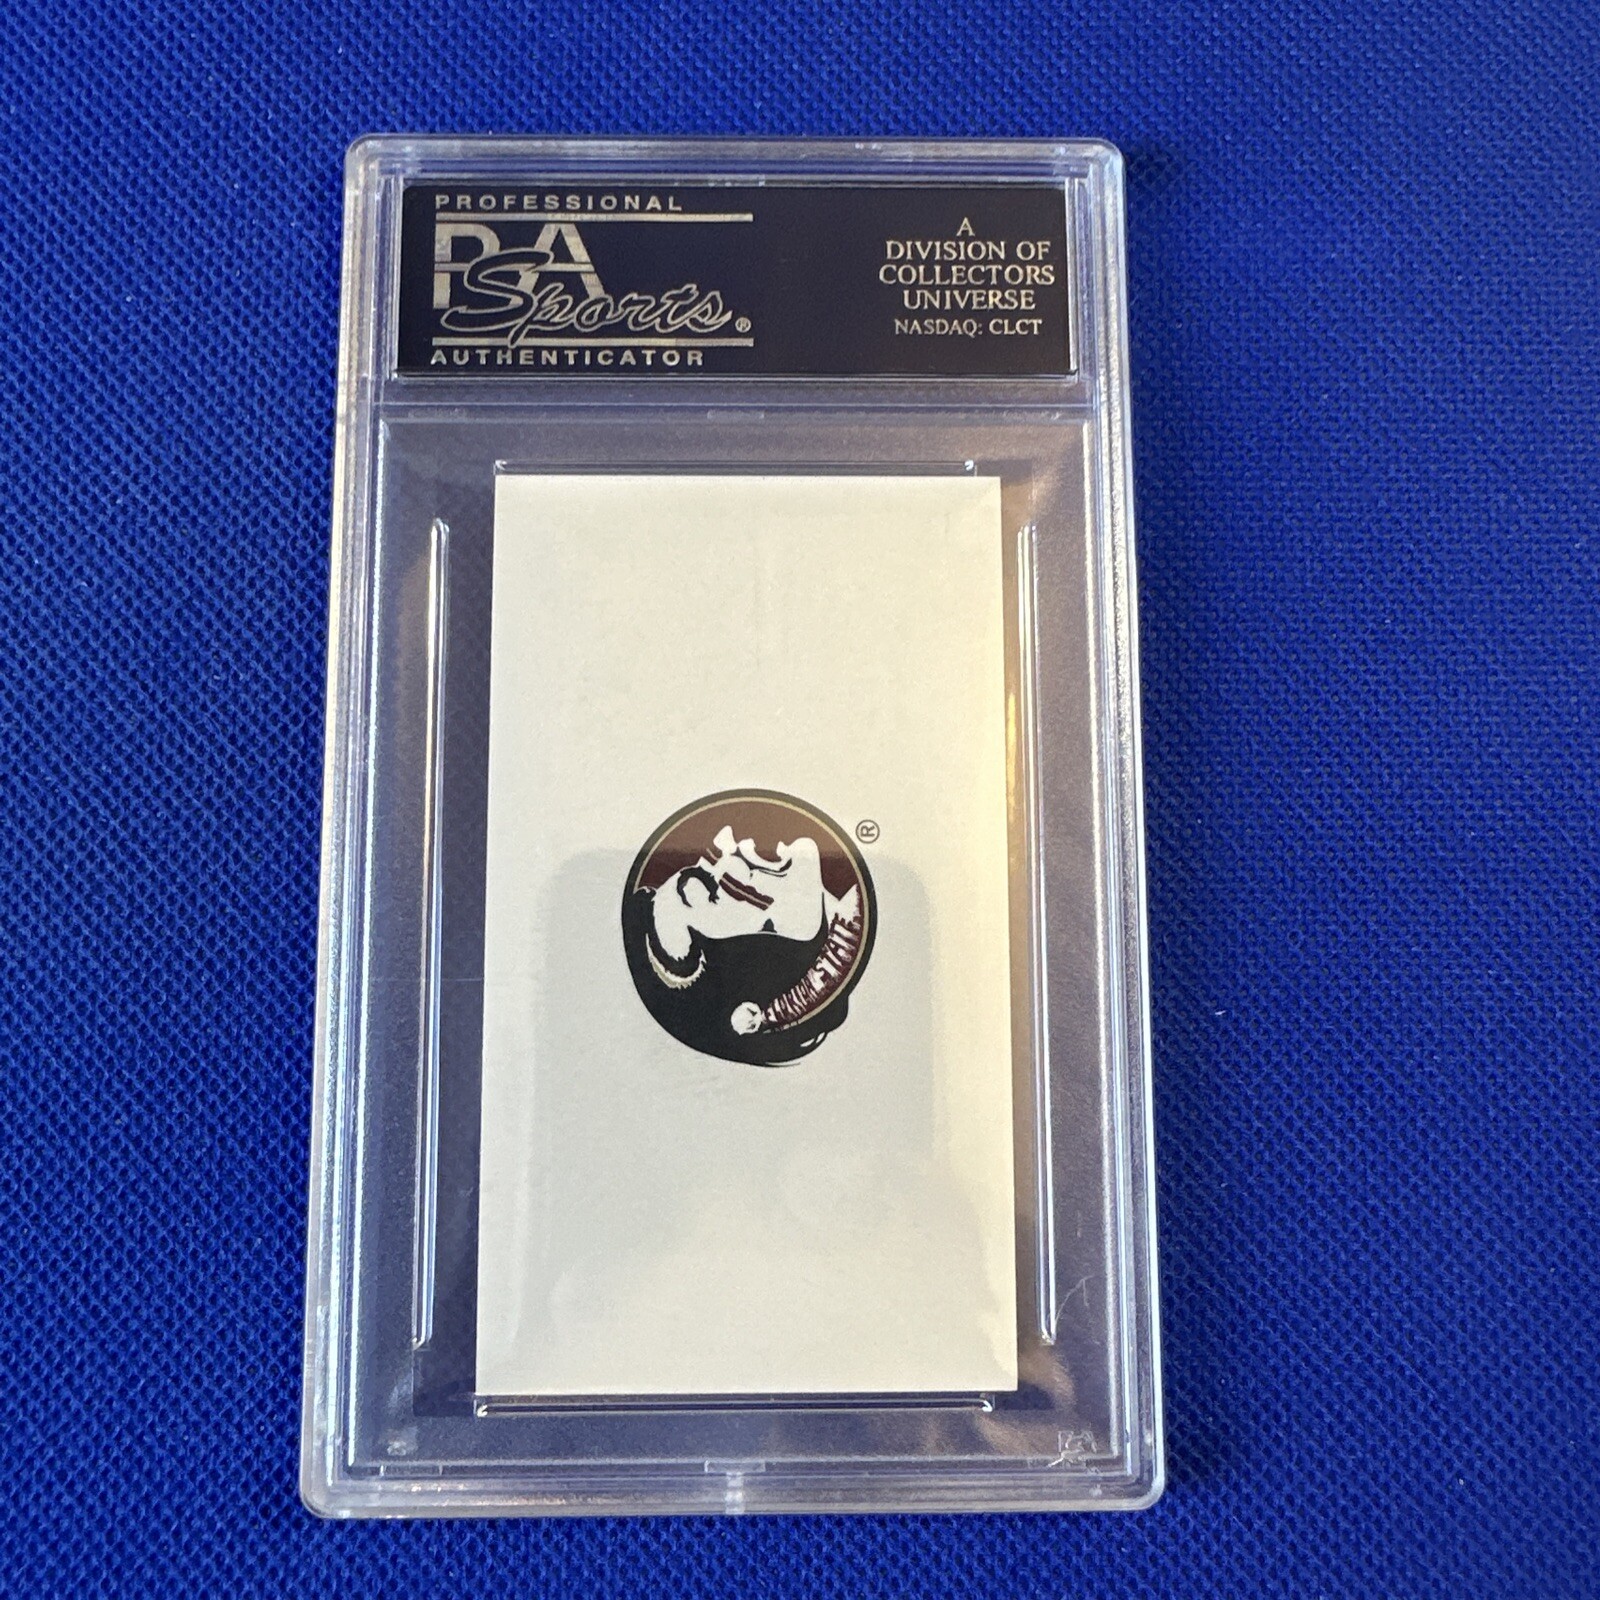 PROFESSIONAL
PSA
Sports®
AUTHENTICATOR
A
DIVISION OF
COLLECTORS
UNIVERSE
NASDAQ: CLCT
®
FLORIDA STATE